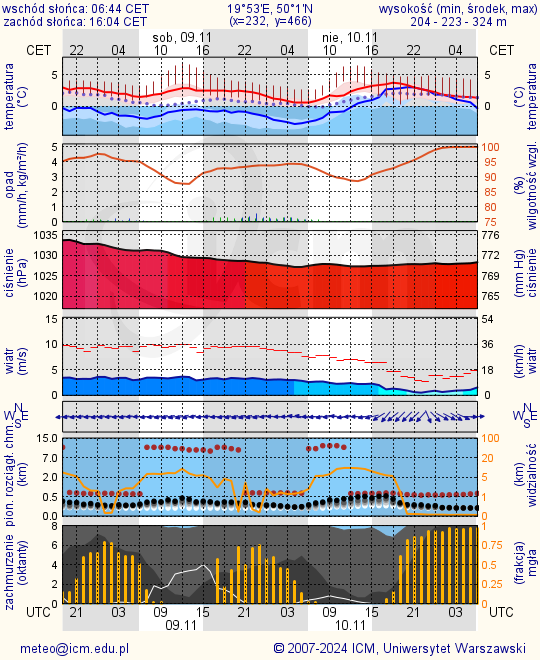 wschód słońca: 06:44 CET 19°53'E, 50°1'N wysokość (min, środek, max)
zachód słońca: 16:04 CET (x=232, y=466) 204 - 223 - 324 m
sob, 09.11 nie, 10.11
CET 22 04 10 16 22 04 10 16 22 04 CET
temperatura (°C) 5 0 5 0 (°C) temperatura
opad (mm/h, kg/m²/h) 5 4 3 2 1 0 100 95 90 85 80 75 (%) wilgotność wzgl.
ciśnienie (hPa) 1035 1030 1025 1020 776 772 769 765 (mm Hg) ciśnienie
wiatr (m/s) 15 10 5 0 54 36 18 0 (km/h) wiatr
N W E S N W E S
pion. rozciągł. chm. (km) 15.0 7.0 2.0 0.5 0.0 100 20 5 1 0 (km) widzialność
zachmurzenie (oktanty) 8 6 4 2 0 1 0.75 0.5 0.25 0 (frakcja) mgła
UTC 21 03 09 15 21 03 09 15 21 03 UTC
09.11 10.11
meteo@icm.edu.pl © 2007-2024 ICM, Uniwersytet Warszawski